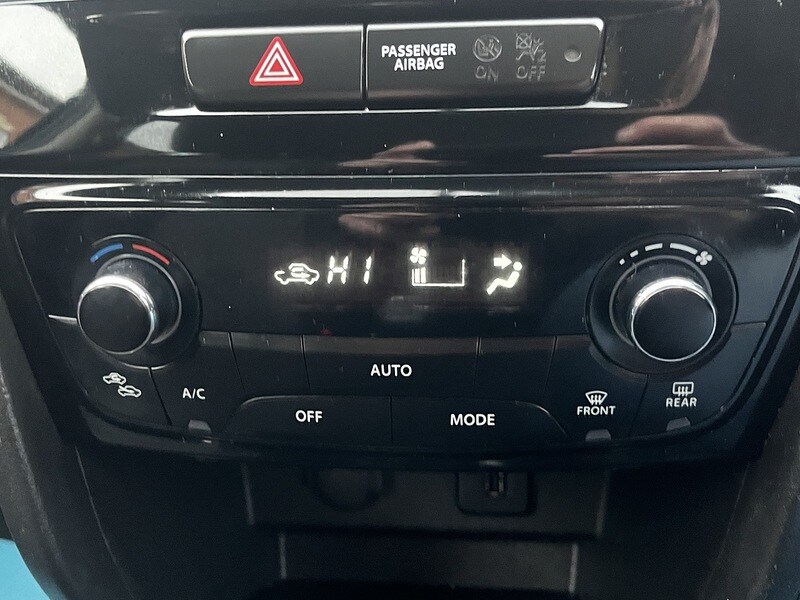 PASSENGER
AIRBAG
ON OFF
HI
AUTO
A/C
OFF
MODE
FRONT
REAR